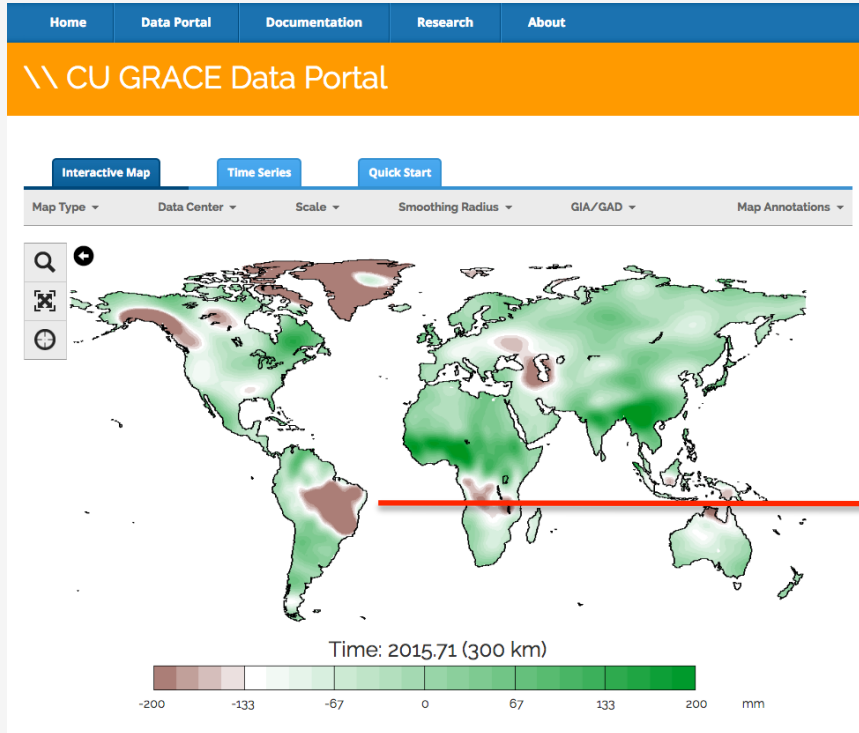 Home Data Portal Documentation Research About
\\ CU GRACE Data Portal
Interactive Map Time Series Quick Start
Map Type Data Center Scale Smoothing Radius GIA/GAD Map Annotations
Time: 2015.71 (300 km)
-200 -133 -67 0 67 133 200 mm